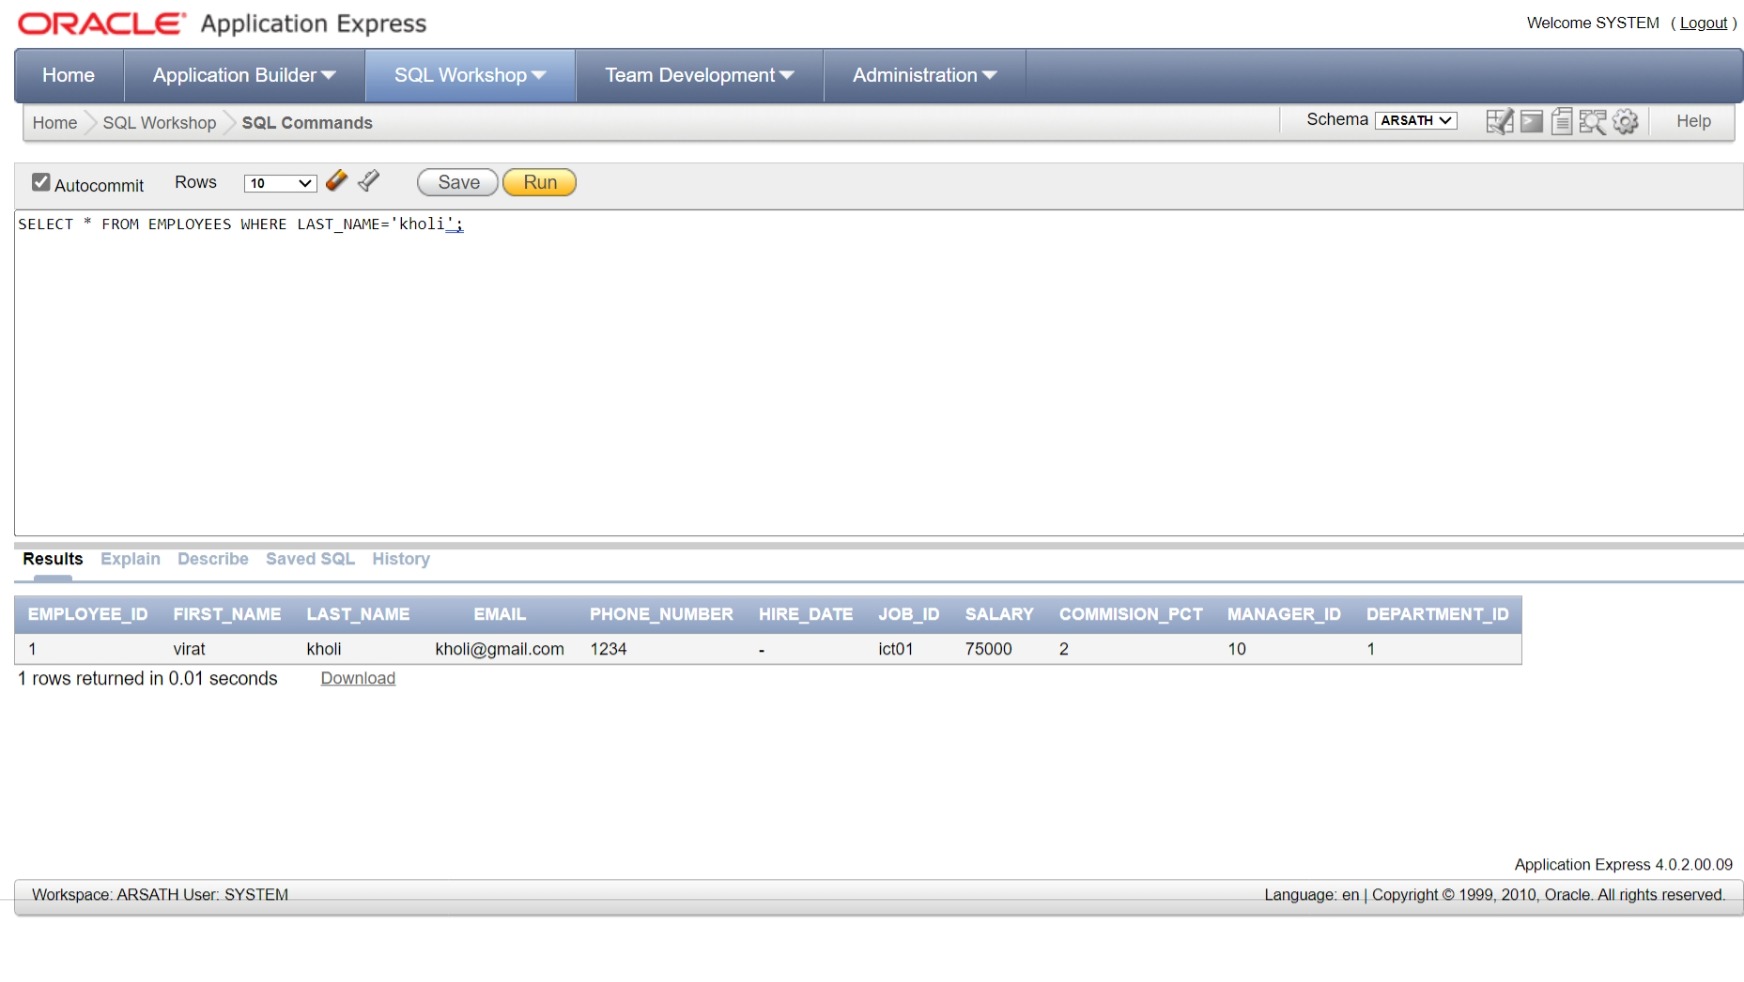 ORACLE Application Express
Welcome SYSTEM ( Logout )
Home Application Builder SQL Workshop Team Development Administration
Home SQL Workshop SQL Commands Schema ARSATH Help
Autocommit Rows 10 Save Run
SELECT * FROM EMPLOYEES WHERE LAST_NAME='kholi';
Results Explain Describe Saved SQL History
EMPLOYEE_ID FIRST_NAME LAST_NAME EMAIL PHONE_NUMBER HIRE_DATE JOB_ID SALARY COMMISION_PCT MANAGER_ID DEPARTMENT_ID
1 virat kholi kholi@gmail.com 1234 - ict01 75000 2 10 1
1 rows returned in 0.01 seconds Download
Application Express 4.0.2.00.09
Workspace: ARSATH User: SYSTEM Language: en | Copyright © 1999, 2010, Oracle. All rights reserved.